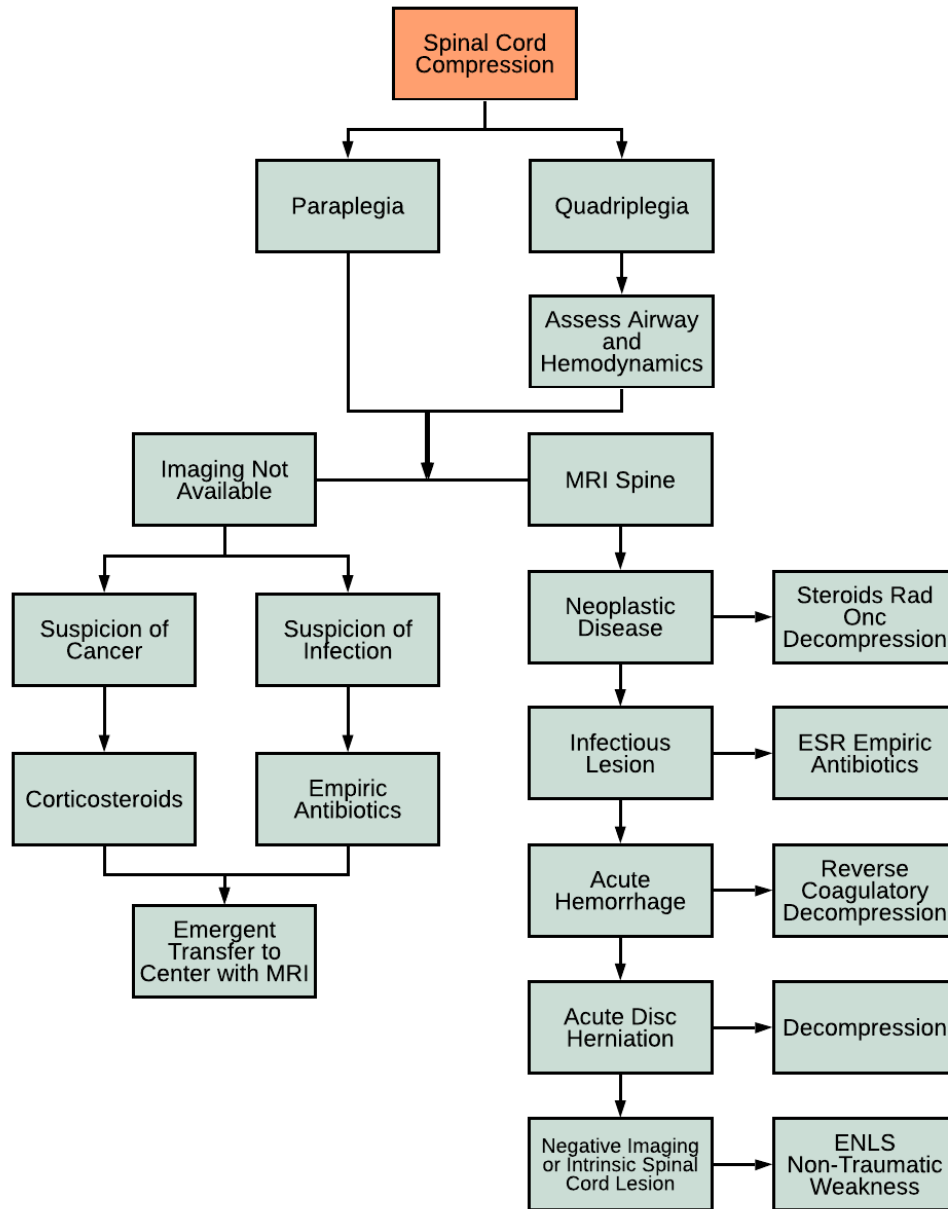 Spinal Cord
Compression
Paraplegia
Quadriplegia
Assess Airway
and
Hemodynamics
Imaging Not
Available
MRI Spine
Suspicion of
Cancer
Suspicion of
Infection
Neoplastic
Disease
Steroids Rad
Onc
Decompression
Corticosteroids
Empiric
Antibiotics
Infectious
Lesion
ESR Empiric
Antibiotics
Emergent
Transfer to
Center with MRI
Acute
Hemorrhage
Reverse
Coagulatory
Decompression
Acute Disc
Herniation
Decompression
Negative Imaging
or Intrinsic Spinal
Cord Lesion
ENLS
Non-Traumatic
Weakness